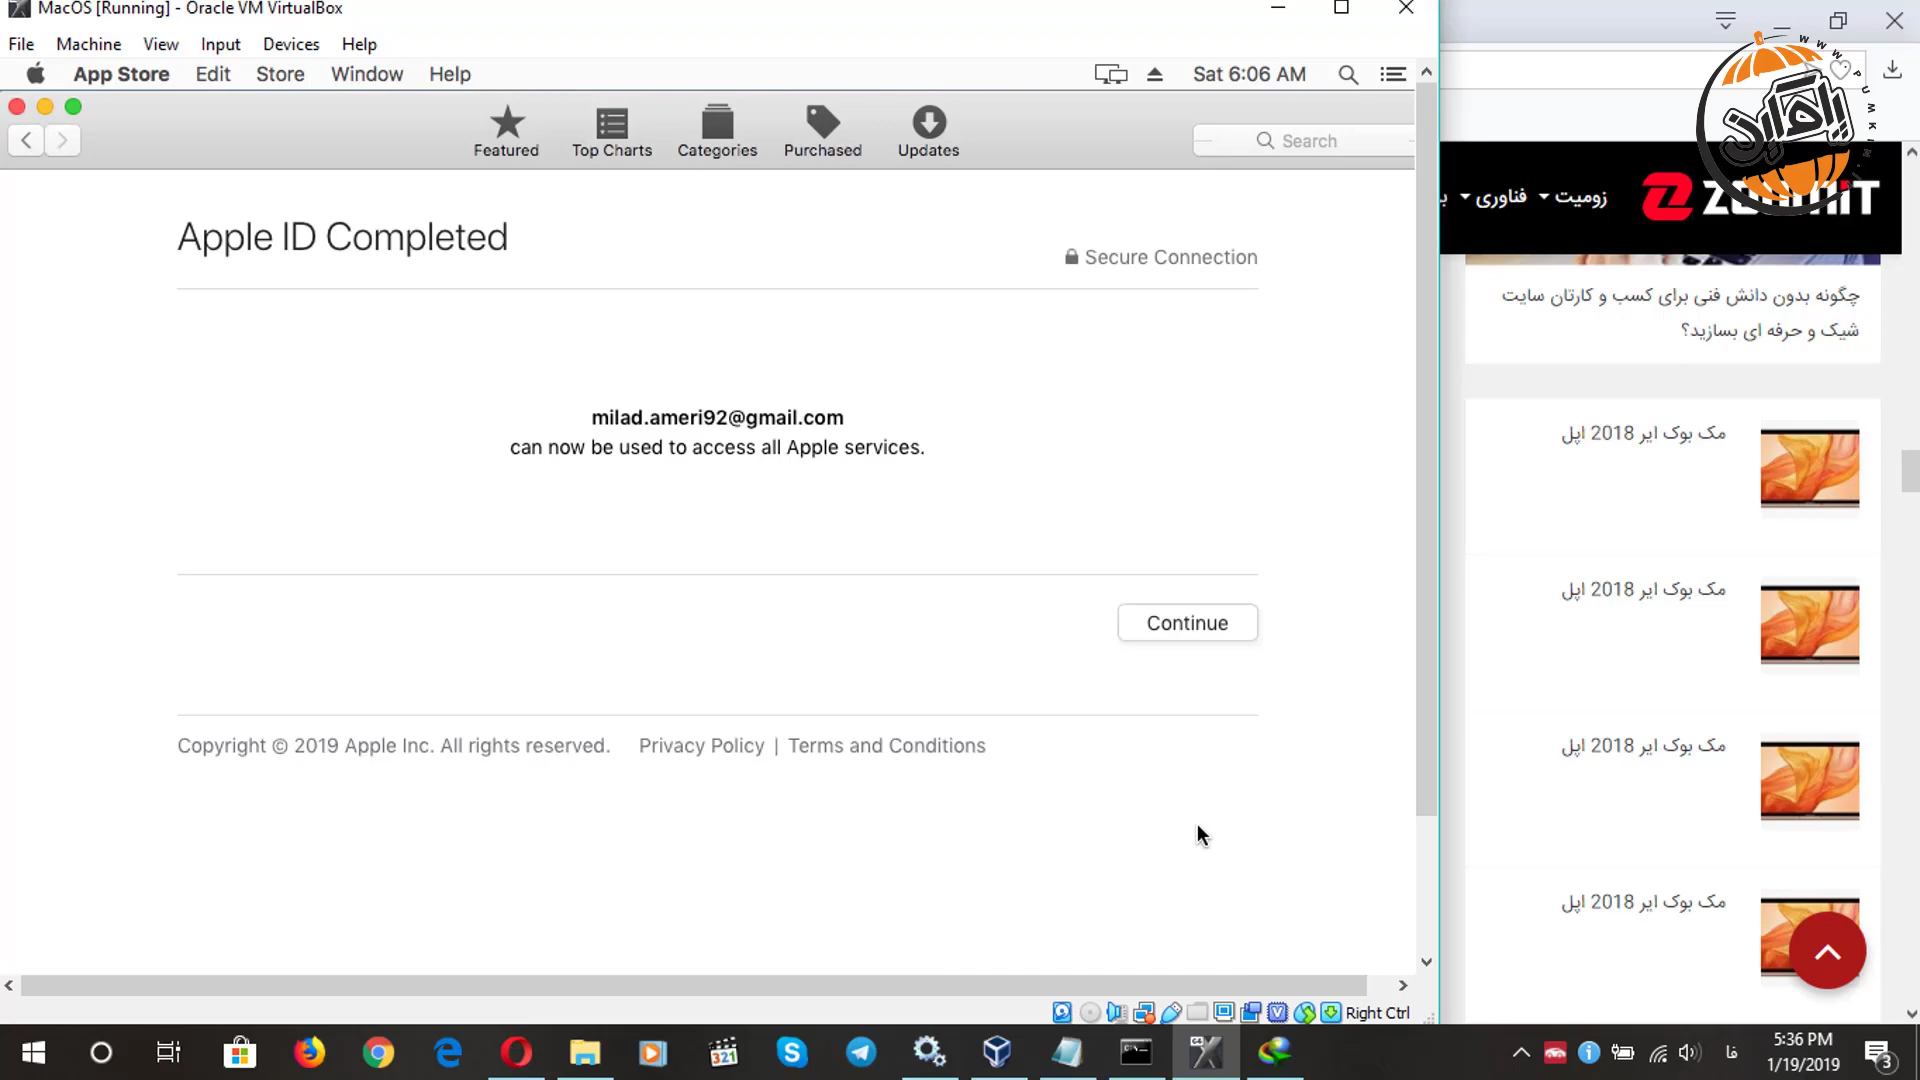 MacOS [Running] - Oracle VM VirtualBox
File Machine View Input Devices Help
App Store Edit Store Window Help
Sat 6:06 AM
Featured Top Charts Categories Purchased Updates
Search
Apple ID Completed
Secure Connection
milad.ameri92@gmail.com
can now be used to access all Apple services.
Continue
Copyright © 2019 Apple Inc. All rights reserved. Privacy Policy | Terms and Conditions
Right Ctrl
زومیت فناوری
چگونه بدون دانش فنی برای کسب و کارتان سایت
شیک و حرفه ای بسازید؟
مک بوک ایر 2018 اپل
مک بوک ایر 2018 اپل
مک بوک ایر 2018 اپل
مک بوک ایر 2018 اپل
321
64
فا
5:36 PM
1/19/2019
3